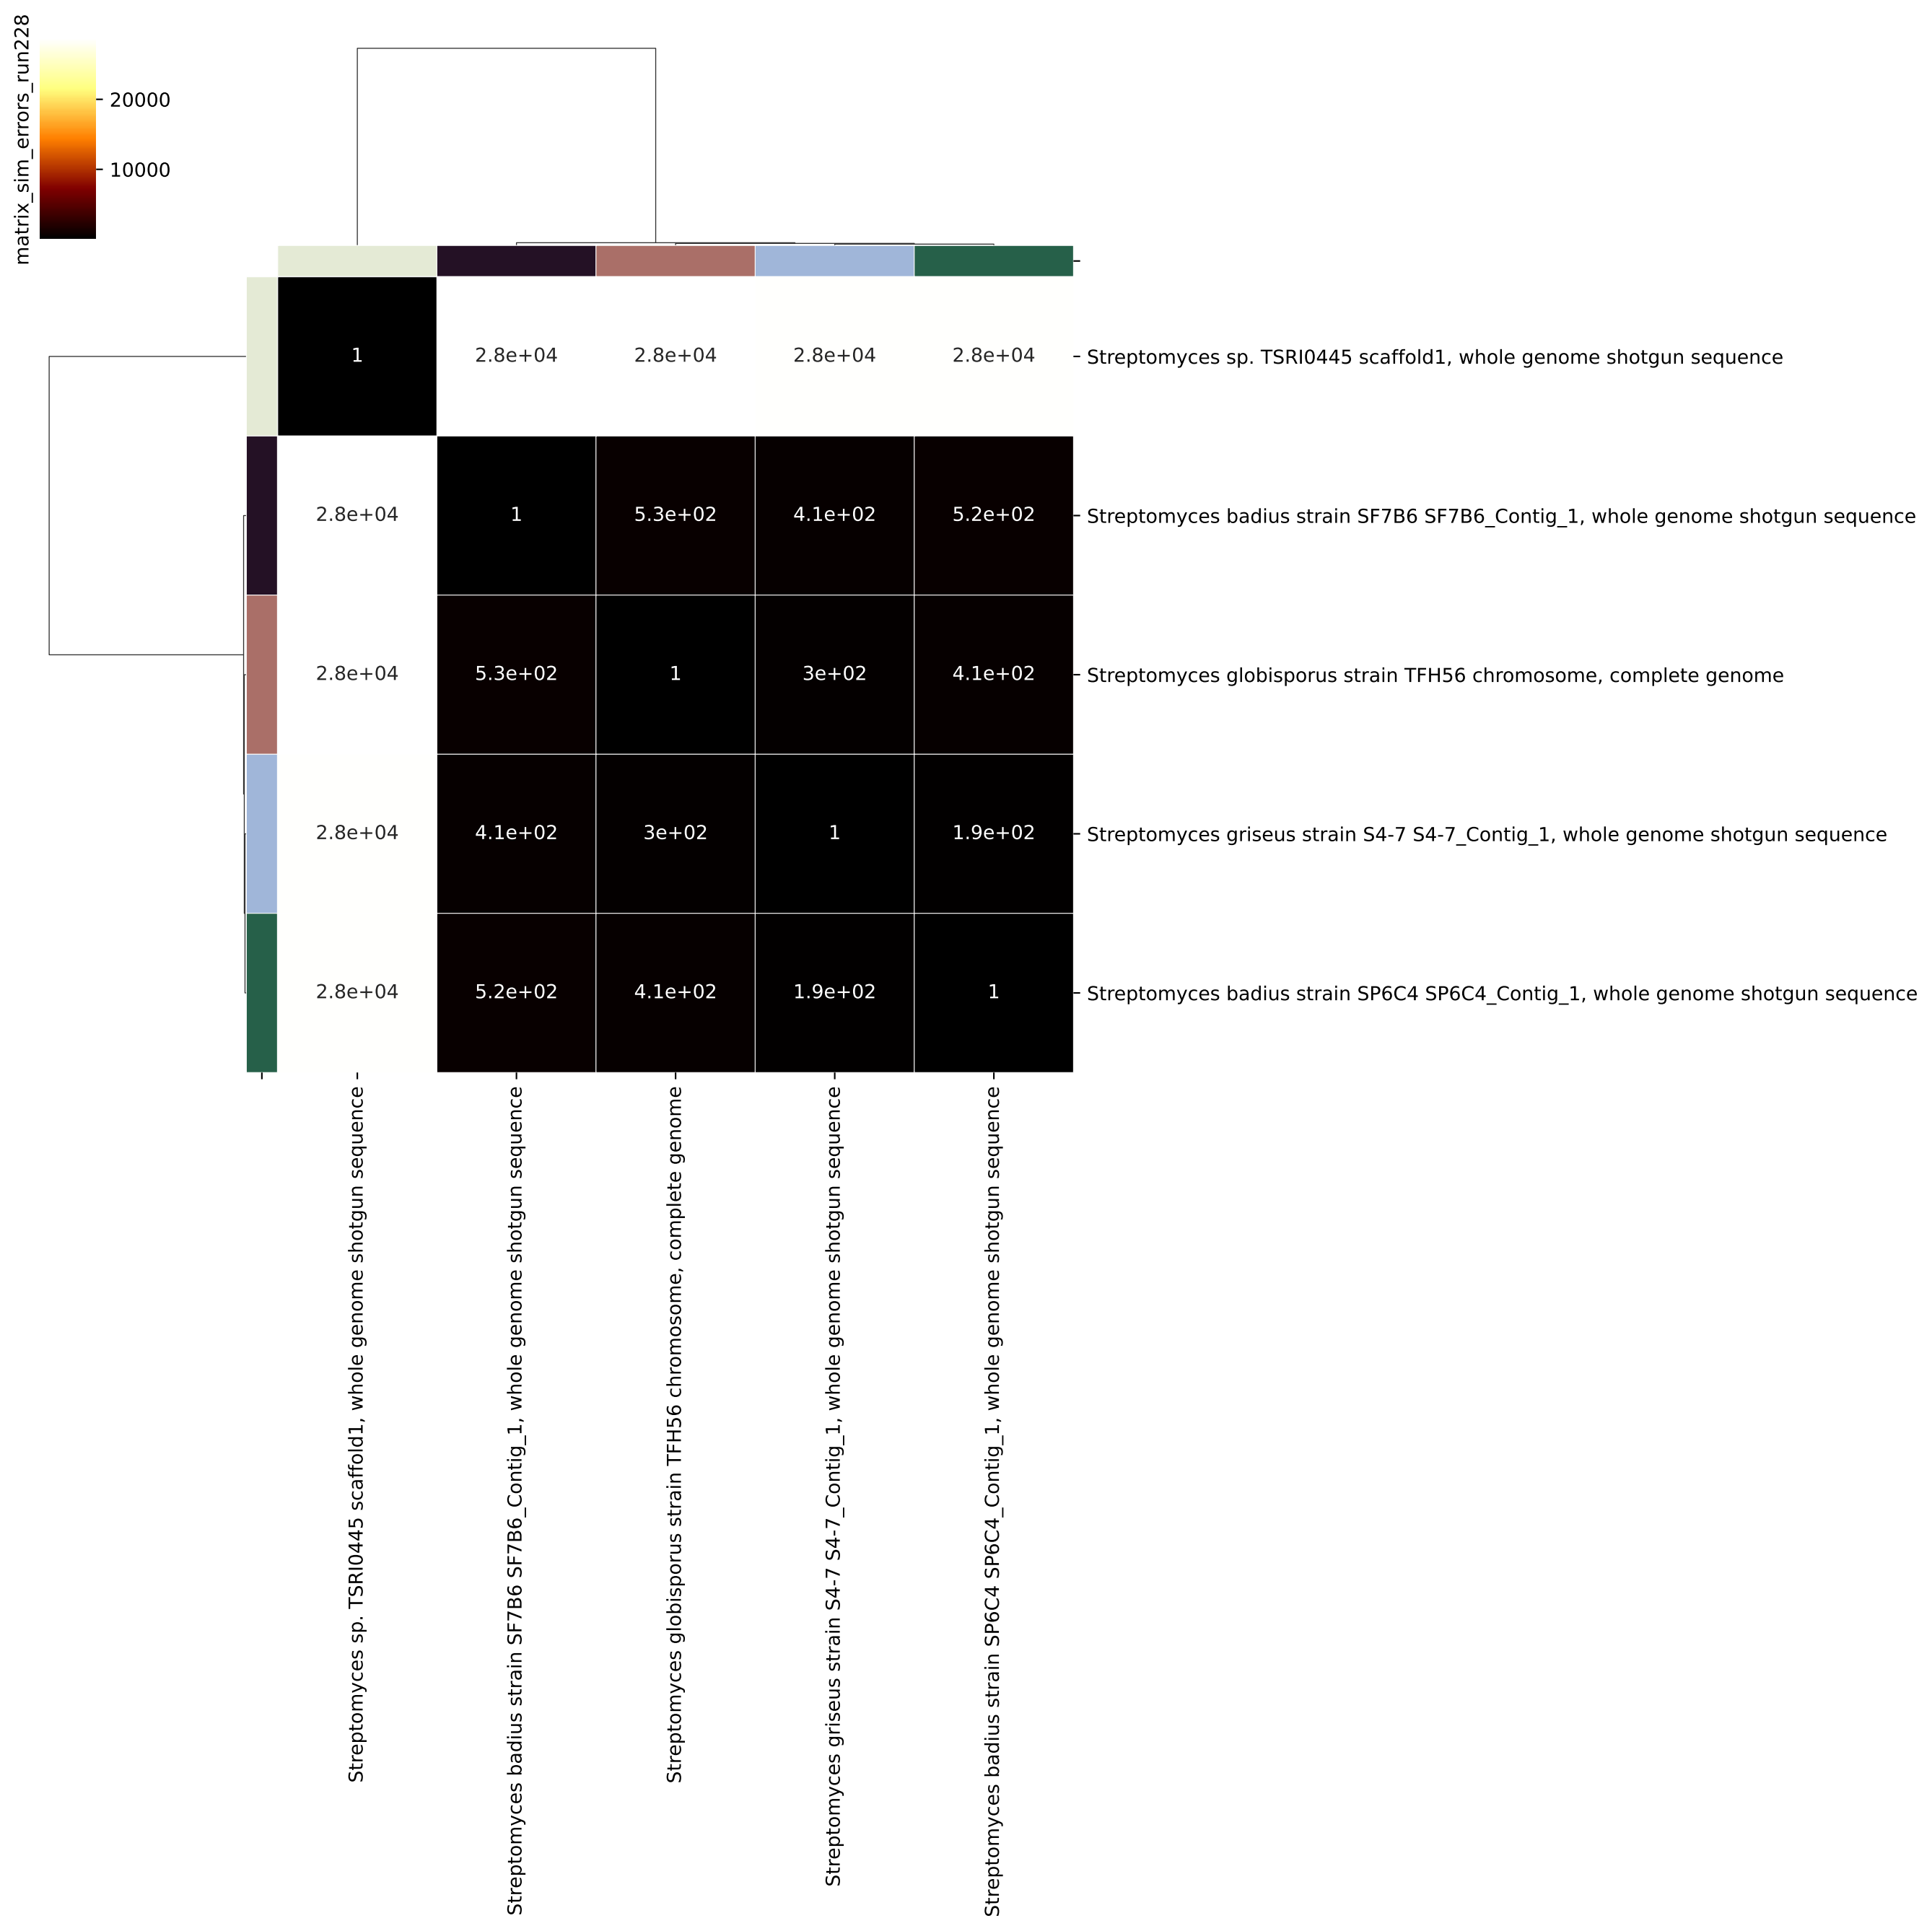 matrix_sim_errors_run228
20000
10000
1 2.8e+04 2.8e+04 2.8e+04 2.8e+04 Streptomyces sp. TSRI0445 scaffold1, whole genome shotgun sequence
2.8e+04 1 5.3e+02 4.1e+02 5.2e+02 Streptomyces badius strain SF7B6 SF7B6_Contig_1, whole genome shotgun sequence
2.8e+04 5.3e+02 1 3e+02 4.1e+02 Streptomyces globisporus strain TFH56 chromosome, complete genome
2.8e+04 4.1e+02 3e+02 1 1.9e+02 Streptomyces griseus strain S4-7 S4-7_Contig_1, whole genome shotgun sequence
2.8e+04 5.2e+02 4.1e+02 1.9e+02 1 Streptomyces badius strain SP6C4 SP6C4_Contig_1, whole genome shotgun sequence
Streptomyces sp. TSRI0445 scaffold1, whole genome shotgun sequence
Streptomyces badius strain SF7B6 SF7B6_Contig_1, whole genome shotgun sequence
Streptomyces globisporus strain TFH56 chromosome, complete genome
Streptomyces griseus strain S4-7 S4-7_Contig_1, whole genome shotgun sequence
Streptomyces badius strain SP6C4 SP6C4_Contig_1, whole genome shotgun sequence